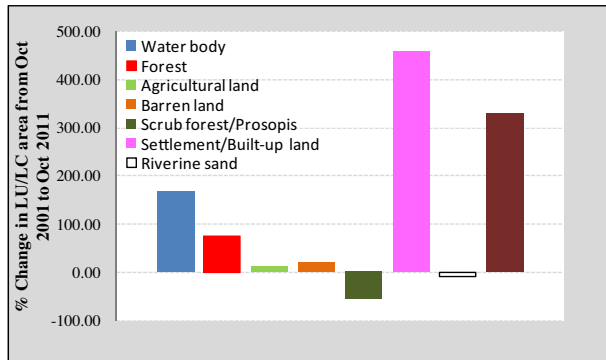 500.00
400.00
300.00
200.00
100.00
0.00
-100.00
% Change in LU/LC area from Oct
2001 to Oct 2011
Water body
Forest
Agricultural land
Barren land
Scrub forest/Prosopis
Settlement/Built-up land
Riverine sand